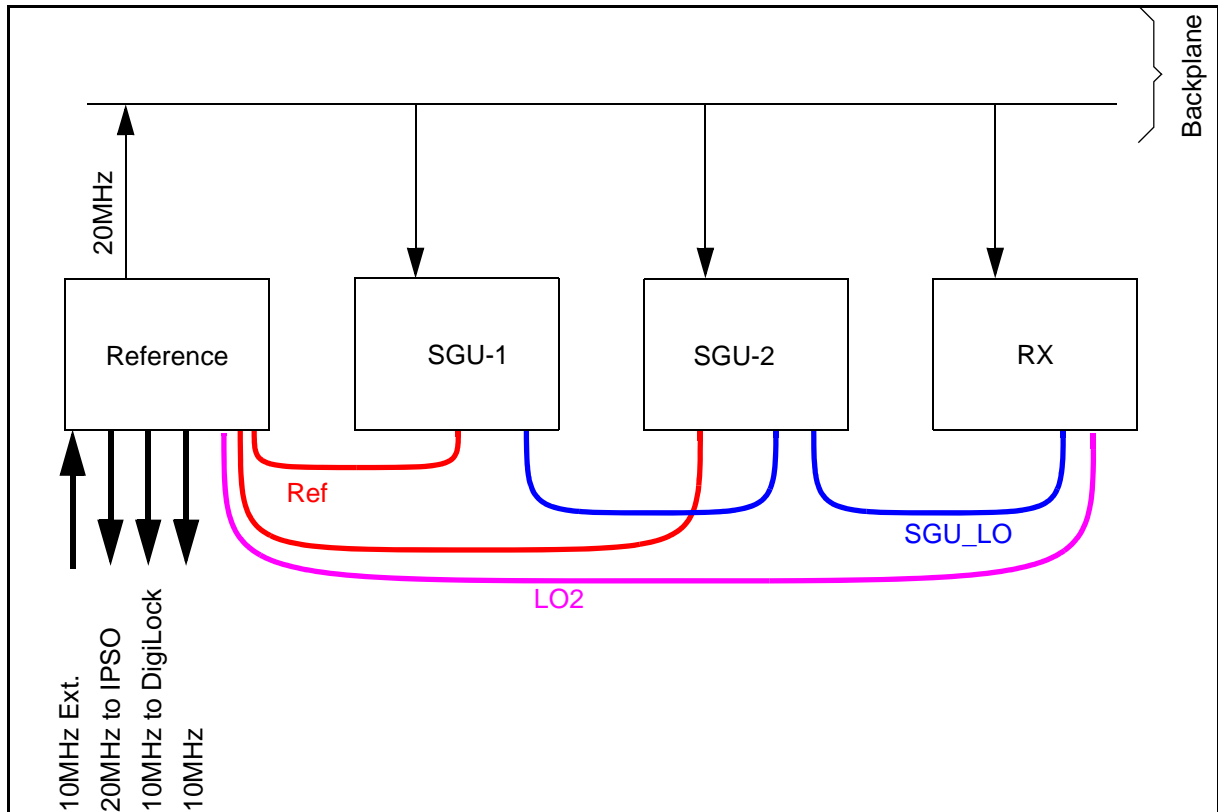 Backplane
20MHz
Reference
SGU-1
SGU-2
RX
Ref
SGU_LO
LO2
10MHz Ext.
20MHz to IPSO
10MHz to DigiLock
10MHz